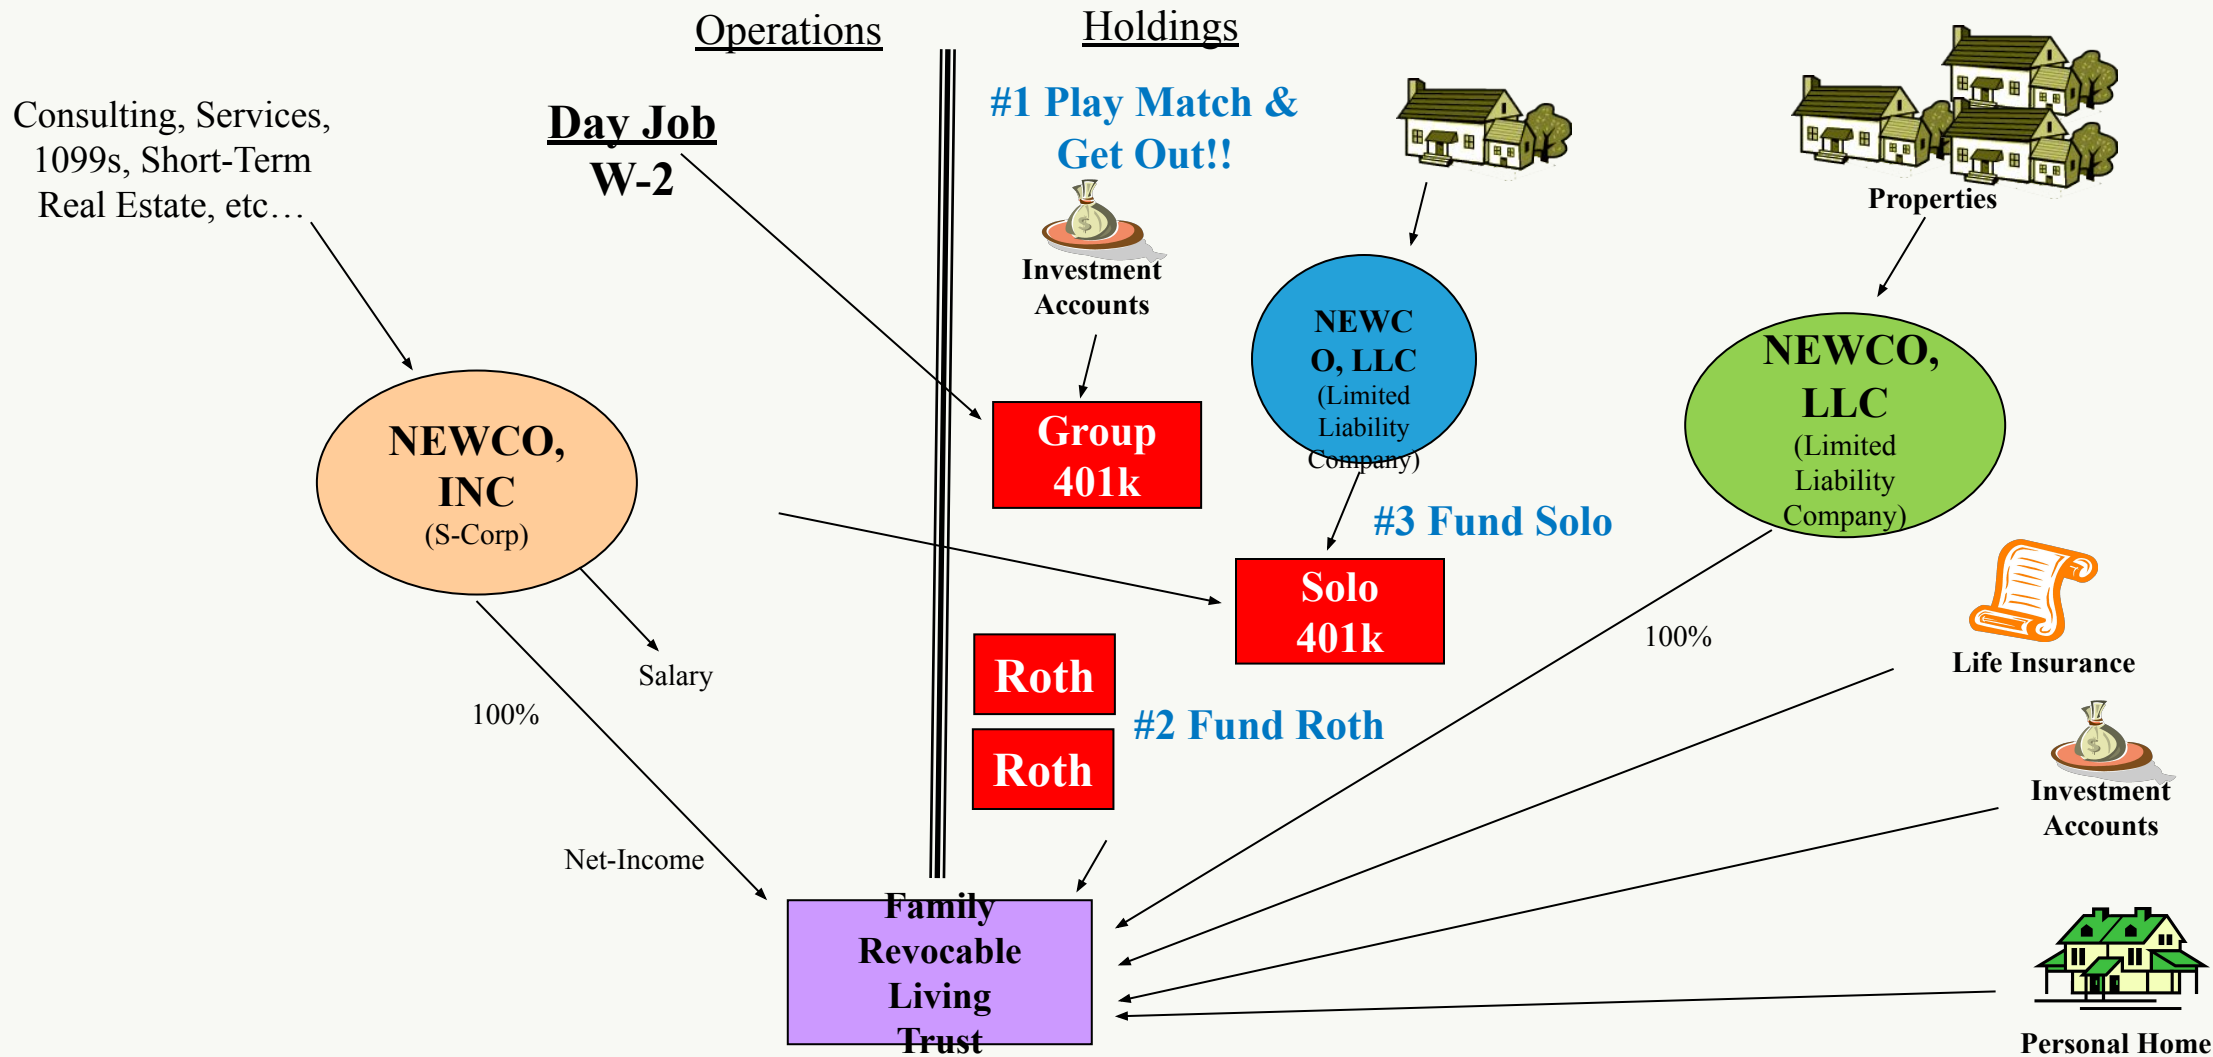 Operations
Holdings
Consulting, Services,
1099s, Short-Term
Real Estate, etc…
Day Job
W-2
#1 Play Match &
Get Out!!
Investment
Accounts
Properties
NEWC
O, LLC
(Limited
Liability
Company)
NEWCO,
LLC
(Limited
Liability
Company)
NEWCO,
INC
(S-Corp)
Group
401k
#3 Fund Solo
Solo
401k
Salary
100%
Net-Income
Roth
Roth
#2 Fund Roth
100%
Life Insurance
Investment
Accounts
Family
Revocable
Living
Trust
Personal Home